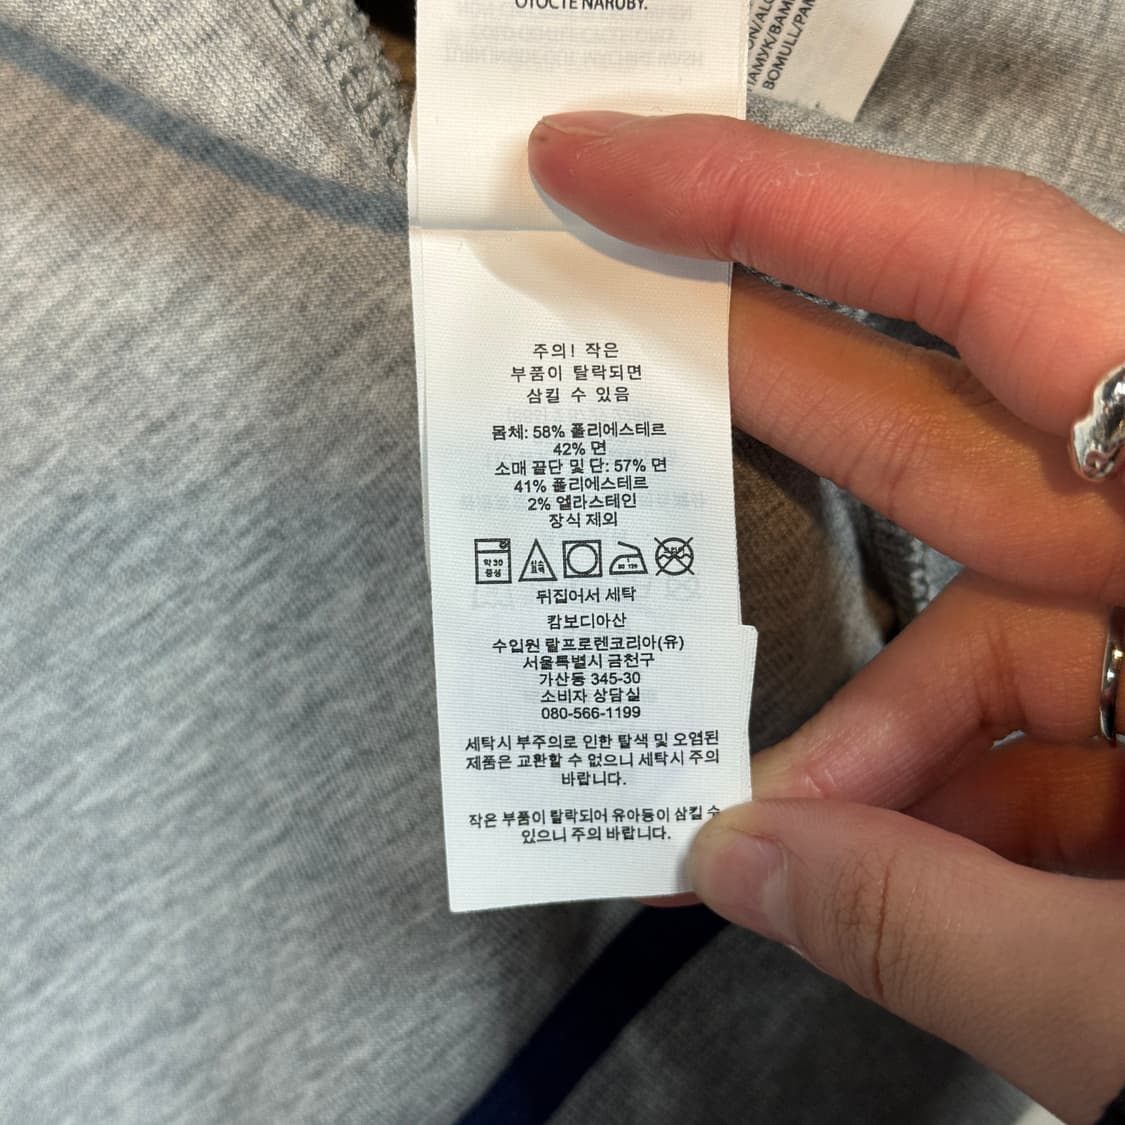 OTOČTE NARUBY.
BOMULL/PAM
주의! 작은
부품이 탈락되면
삼킬 수 있음
몸체: 58% 폴리에스테르
42% 면
소매 끝단 및 단: 57% 면
41% 폴리에스테르
2% 엘라스테인
장식 제외
약 30
중성
뒤집어서 세탁
캄보디아산
수입원 랄프로렌코리아(유)
서울특별시 금천구
가산동 345-30
소비자 상담실
080-566-1199
세탁시 부주의로 인한 탈색 및 오염된
제품은 교환할 수 없으니 세탁시 주의
바랍니다.
작은 부품이 탈락되어 유아등이 삼킬 수
있으니 주의 바랍니다.